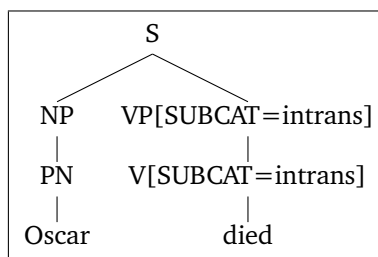 S
NP VP[SUBCAT=intrans]
PN V[SUBCAT=intrans]
Oscar died